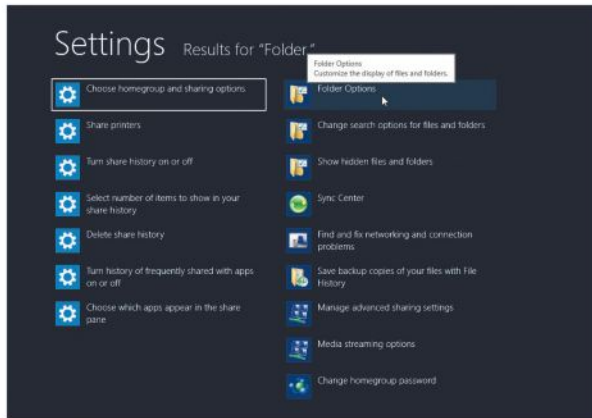 Settings Results for "Folder"
Folder Options
Customize the display of files and folders.
Choose homegroup and sharing options
Share printers
Turn share history on or off
Select number of items to show in your
share history
Delete share history
Turn history of frequently shared with apps
on or off
Choose which apps appear in the share
pane
Folder Options
Change search options for files and folders
Show hidden files and folders
Sync Center
Find and fix networking and connection
problems
Save backup copies of your files with File
History
Manage advanced sharing settings
Media streaming options
Change homegroup password